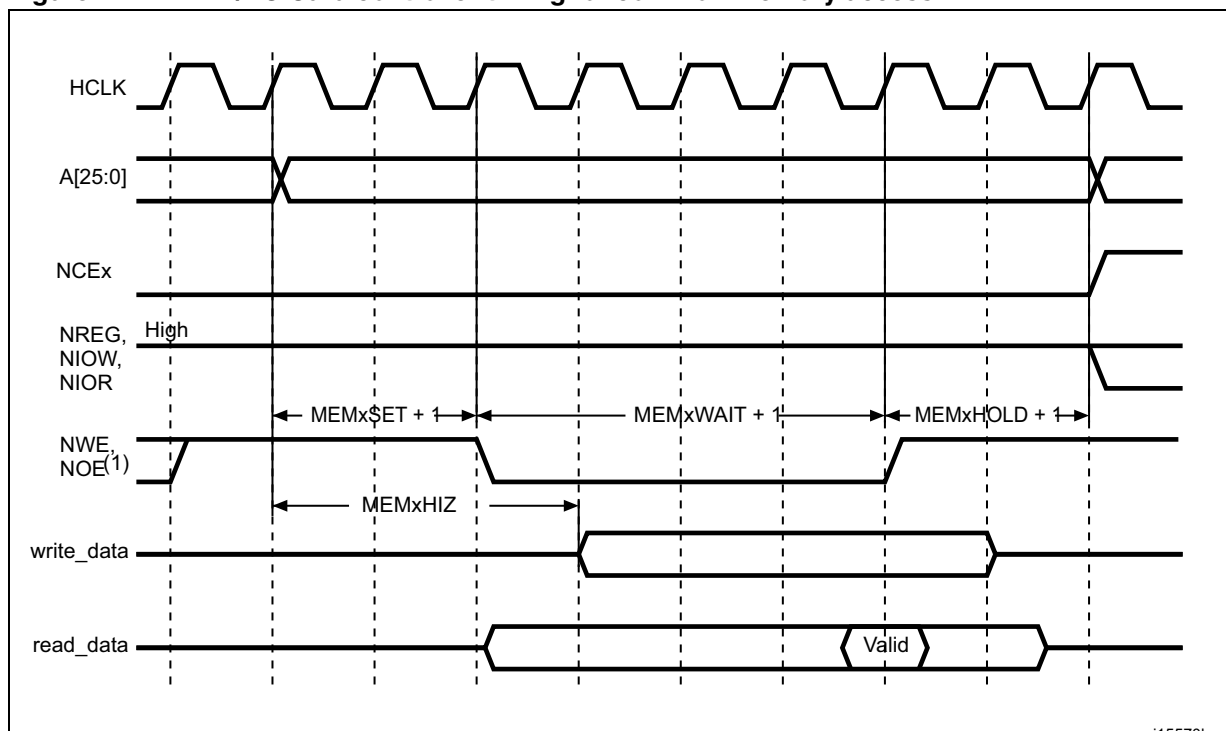 HCLK
A[25:0]
NCEx
NREG, High
NIOW,
NIOR
MEMxSET + 1 MEMxWAIT + 1 MEMxHOLD + 1
NWE,
NOE(1)
MEMxHIZ
write_data
read_data Valid